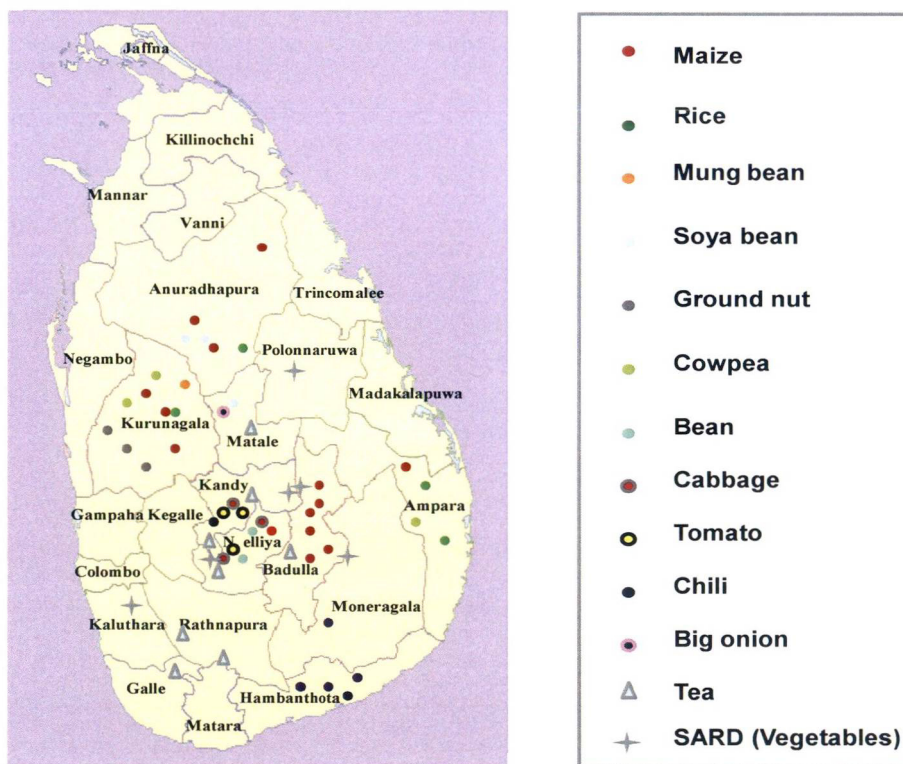 Jaffna
Killinochchi
Mannar
Vanni
Anuradhapura
Trincomalee
Negambo
Polonnaruwa
Madakalapuwa
Kurunagala
Matale
Kandy
Ampara
Gampaha Kegalle
N elliya
Badulla
Colombo
Moneragala
Kaluthara
Rathnapura
Galle
Hambanthota
Matara
Maize
Rice
Mung bean
Soya bean
Ground nut
Cowpea
Bean
Cabbage
Tomato
Chili
Big onion
Tea
SARD (Vegetables)